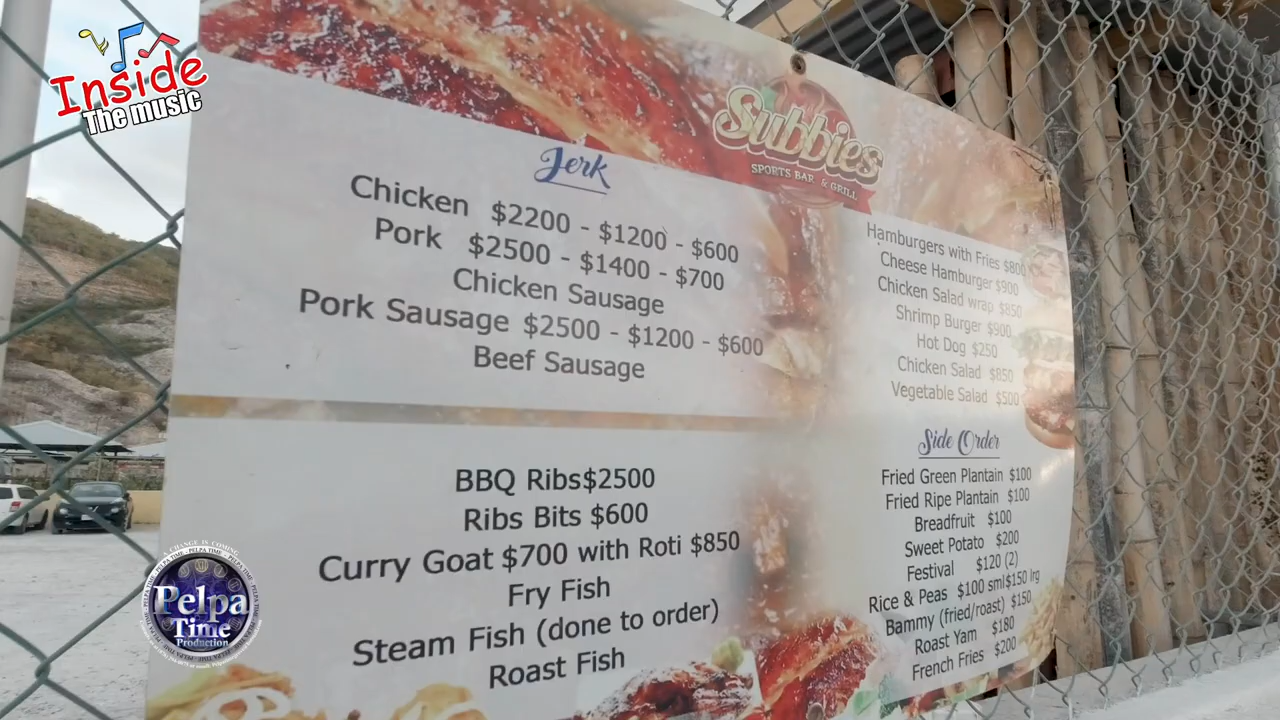 Inside
The music
Subbies
SPORTS BAR & GRILL
Jerk
Chicken $2200 - $1200 - $600
Pork $2500 - $1400 - $700
Chicken Sausage
Pork Sausage $2500 - $1200 - $600
Beef Sausage
BBQ Ribs$2500
Ribs Bits $600
Curry Goat $700 with Roti $850
Fry Fish
Steam Fish (done to order)
Roast Fish
Hamburgers with Fries $800
Cheese Hamburger $900
Chicken Salad wrap $850
Shrimp Burger $900
Hot Dog $250
Chicken Salad $850
Vegetable Salad $500
Side Order
Fried Green Plantain $100
Fried Ripe Plantain $100
Breadfruit $100
Sweet Potato $200
Festival $120 (2)
Rice & Peas $100 sml $150 lrg
Bammy (fried/roast) $150
Roast Yam $180
French Fries $200
A CHANGE IS COMING
Pelpa
Time
Production